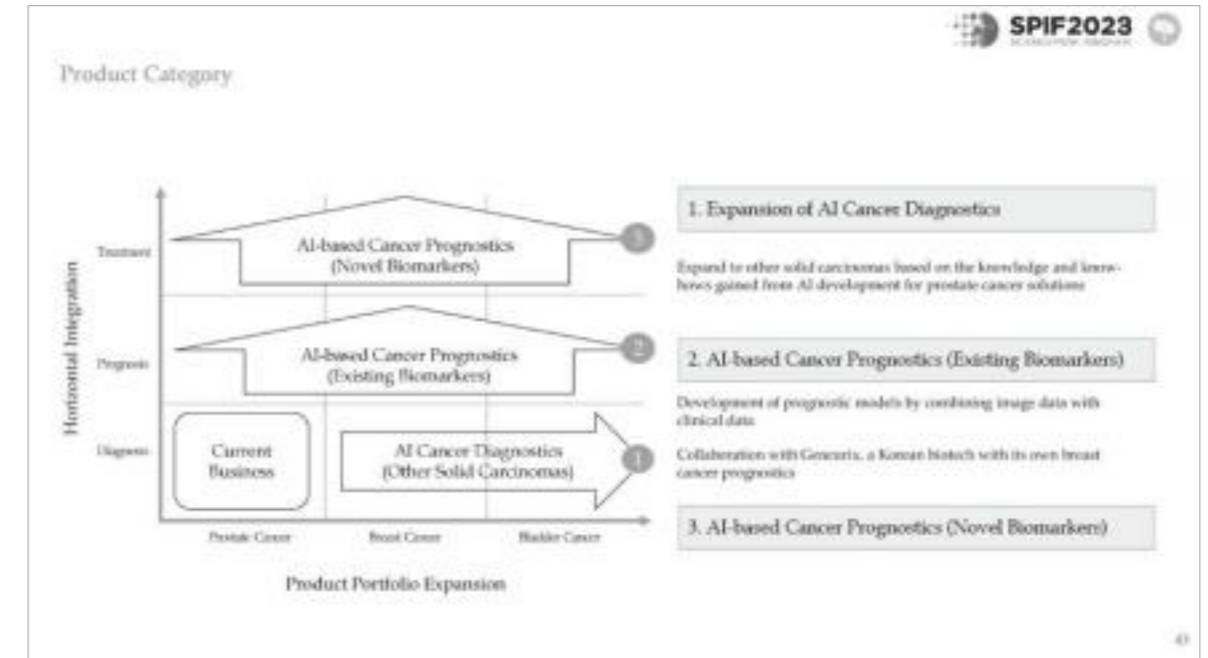 SPIF2023
Product Category
Horizontal Integration
Treatment
AI-based Cancer Prognostics
(Novel Biomarkers)
3
Prognosis
AI-based Cancer Prognostics
(Existing Biomarkers)
2
Diagnosis
Current
Business
AI Cancer Diagnostics
(Other Solid Carcinomas)
1
Prostate Cancer
Breast Cancer
Bladder Cancer
Product Portfolio Expansion
1. Expansion of AI Cancer Diagnostics
Expand to other solid carcinomas based on the knowledge and know-
hows gained from AI development for prostate cancer solutions
2. AI-based Cancer Prognostics (Existing Biomarkers)
Development of prognostic models by combining image data with
clinical data
Collaboration with Gencurix, a Korean biotech with its own breast
cancer prognostics
3. AI-based Cancer Prognostics (Novel Biomarkers)